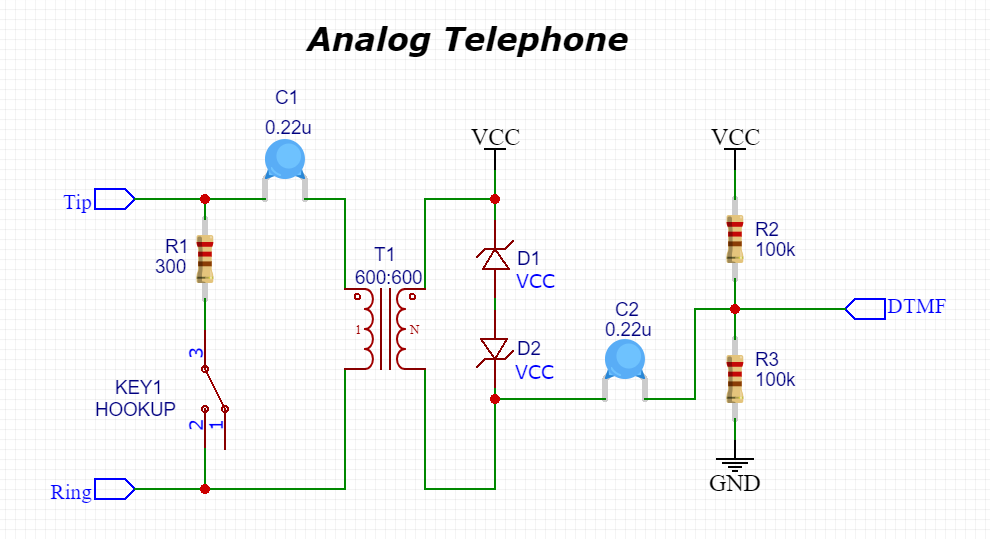 Analog Telephone
C1
0.22u
VCC
VCC
Tip
R1
300
T1
600:600
1
N
D1
VCC
D2
VCC
C2
0.22u
R2
100k
DTMF
R3
100k
3
KEY1
HOOKUP
2
1
Ring
GND